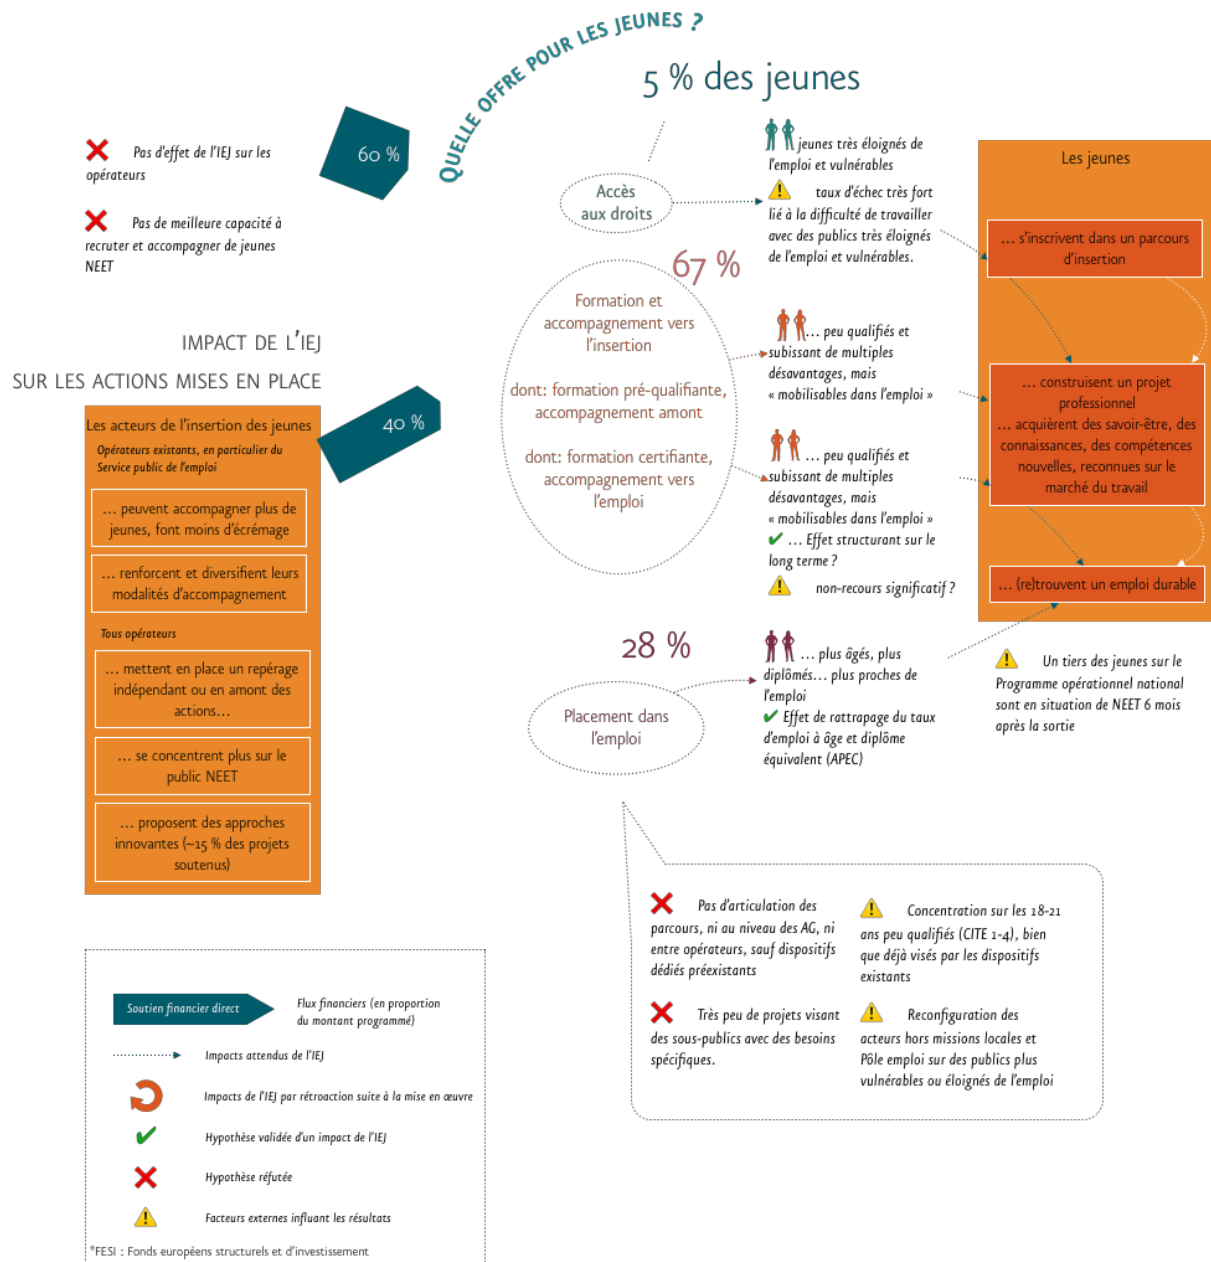 QUELLE OFFRE POUR LES JEUNES ?
5 % des jeunes
60 %
Pas d'effet de l'IEJ sur les
opérateurs
Pas de meilleure capacité à
recruter et accompagner de jeunes
NEET
IMPACT DE L'IEJ
SUR LES ACTIONS MISES EN PLACE
40 %
Les acteurs de l'insertion des jeunes
Opérateurs existants, en particulier du
Service public de l'emploi
... peuvent accompagner plus de
jeunes, font moins d'écrémage
... renforcent et diversifient leurs
modalités d'accompagnement
Tous opérateurs
... mettent en place un repérage
indépendant ou en amont des
actions...
... se concentrent plus sur le
public NEET
... proposent des approches
innovantes (~15 % des projets
soutenus)
Accès
aux droits
jeunes très éloignés de
l'emploi et vulnérables
taux d'échec très fort
lié à la difficulté de travailler
avec des publics très éloignés
de l'emploi et vulnérables.
67 %
Formation et
accompagnement vers
l'insertion
dont: formation pré-qualifiante,
accompagnement amont
dont: formation certifiante,
accompagnement vers
l'emploi
... peu qualifiés et
subissant de multiples
désavantages, mais
« mobilisables dans l'emploi »
... peu qualifiés et
subissant de multiples
désavantages, mais
« mobilisables dans l'emploi »
... Effet structurant sur le
long terme ?
non-recours significatif ?
28 %
Placement dans
l'emploi
... plus âgés, plus
diplômés... plus proches de
l'emploi
Effet de rattrapage du taux
d'emploi à âge et diplôme
équivalent (APEC)
Les jeunes
... s'inscrivent dans un parcours
d'insertion
... construisent un projet
professionnel
... acquièrent des savoir-être, des
connaissances, des compétences
nouvelles, reconnues sur le
marché du travail
... (re)trouvent un emploi durable
Un tiers des jeunes sur le
Programme opérationnel national
sont en situation de NEET 6 mois
après la sortie
Pas d'articulation des
parcours, ni au niveau des AG, ni
entre opérateurs, sauf dispositifs
dédiés préexistants
Très peu de projets visant
des sous-publics avec des besoins
spécifiques.
Concentration sur les 18-21
ans peu qualifiés (CITE 1-4), bien
que déjà visés par les dispositifs
existants
Reconfiguration des
acteurs hors missions locales et
Pôle emploi sur des publics plus
vulnérables ou éloignés de l'emploi
Soutien financier direct
Flux financiers (en proportion
du montant programmé)
Impacts attendus de l'IEJ
Impacts de l'IEJ par rétroaction suite à la mise en œuvre
Hypothèse validée d'un impact de l'IEJ
Hypothèse réfutée
Facteurs externes influant les résultats
*FESI : Fonds européens structurels et d'investissement